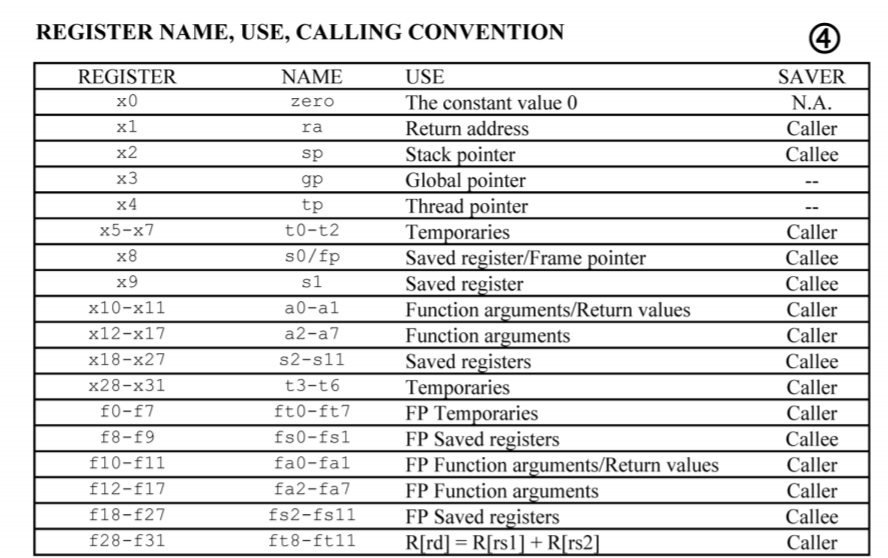 REGISTER NAME, USE, CALLING CONVENTION ④
REGISTER NAME USE SAVER
x0 zero The constant value 0 N.A.
x1 ra Return address Caller
x2 sp Stack pointer Callee
x3 gp Global pointer --
x4 tp Thread pointer --
x5-x7 t0-t2 Temporaries Caller
x8 s0/fp Saved register/Frame pointer Callee
x9 s1 Saved register Callee
x10-x11 a0-a1 Function arguments/Return values Caller
x12-x17 a2-a7 Function arguments Caller
x18-x27 s2-s11 Saved registers Callee
x28-x31 t3-t6 Temporaries Caller
f0-f7 ft0-ft7 FP Temporaries Caller
f8-f9 fs0-fs1 FP Saved registers Callee
f10-f11 fa0-fa1 FP Function arguments/Return values Caller
f12-f17 fa2-fa7 FP Function arguments Caller
f18-f27 fs2-fs11 FP Saved registers Callee
f28-f31 ft8-ft11 R[rd] = R[rs1] + R[rs2] Caller